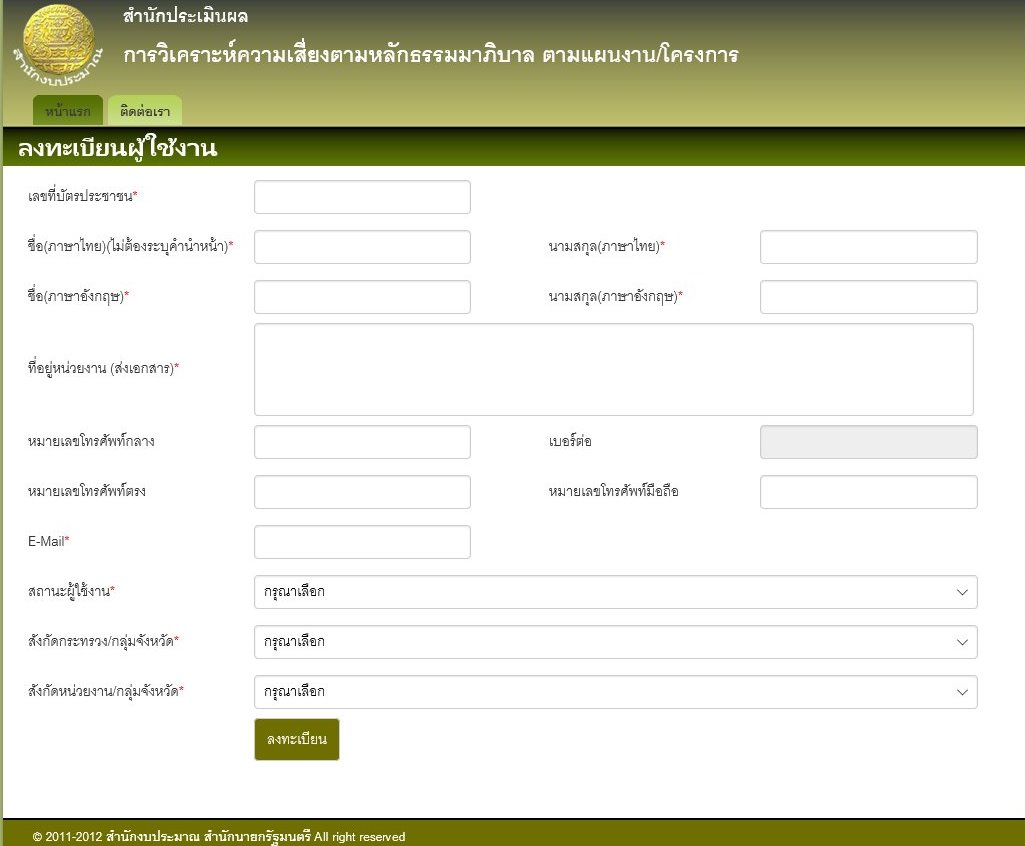 สำนักประเมินผล
การวิเคราะห์ความเสี่ยงตามหลักธรรมมาภิบาล ตามแผนงาน/โครงการ
สำนักงบประมาณ
หน้าแรก ติดต่อเรา
ลงทะเบียนผู้ใช้งาน
เลขที่บัตรประชาชน*
ชื่อ(ภาษาไทย)(ไม่ต้องระบุคำนำหน้า)* นามสกุล(ภาษาไทย)*
ชื่อ(ภาษาอังกฤษ)* นามสกุล(ภาษาอังกฤษ)*
ที่อยู่หน่วยงาน (ส่งเอกสาร)*
หมายเลขโทรศัพท์กลาง เบอร์ต่อ
หมายเลขโทรศัพท์ตรง หมายเลขโทรศัพท์มือถือ
E-Mail*
สถานะผู้ใช้งาน* กรุณาเลือก
สังกัดกระทรวง/กลุ่มจังหวัด* กรุณาเลือก
สังกัดหน่วยงาน/กลุ่มจังหวัด* กรุณาเลือก
ลงทะเบียน
© 2011-2012 สำนักงบประมาณ สำนักนายกรัฐมนตรี All right reserved